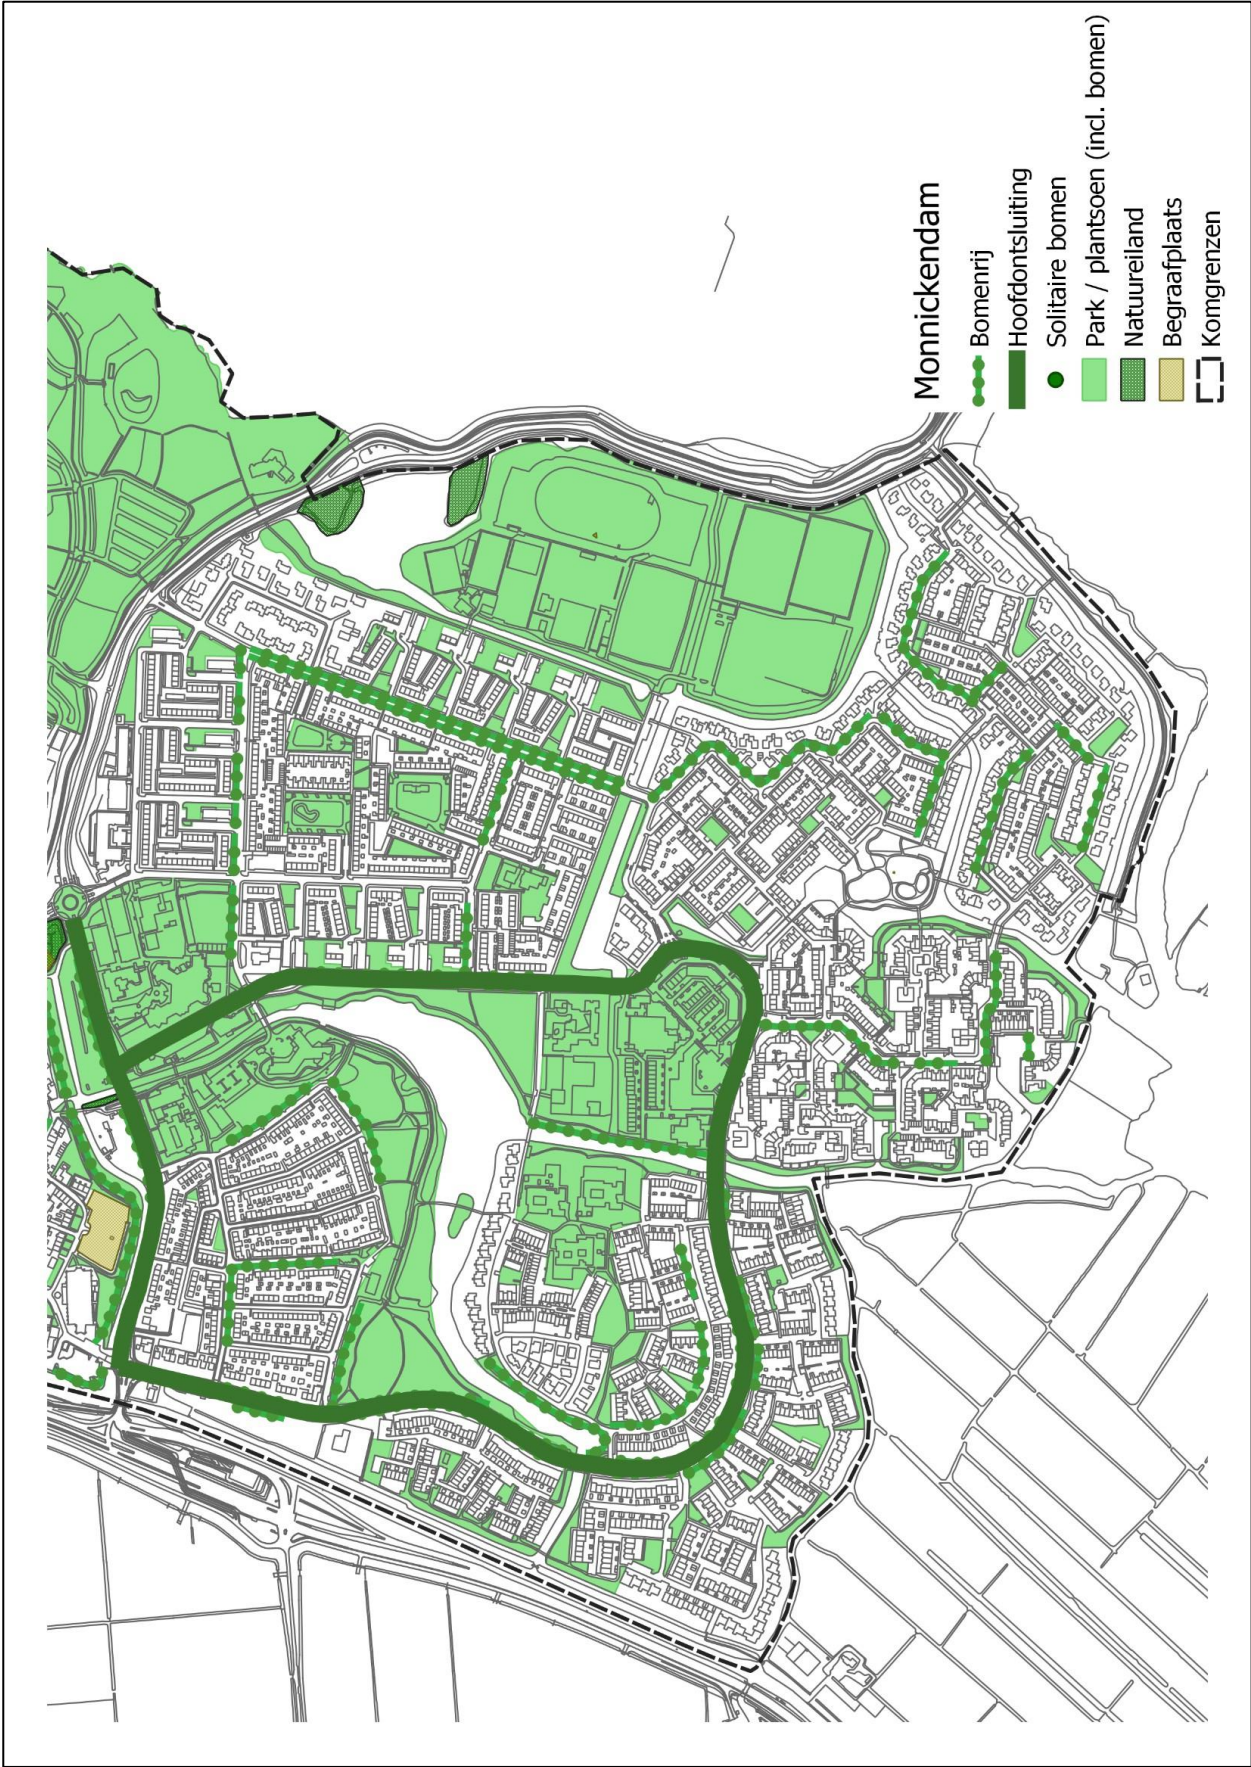 Monnickendam
Bomenrij
Hoofdontsluiting
Solitaire bomen
Park / plantsoen (incl. bomen)
Natuureiland
Begraafplaats
Komgrenzen